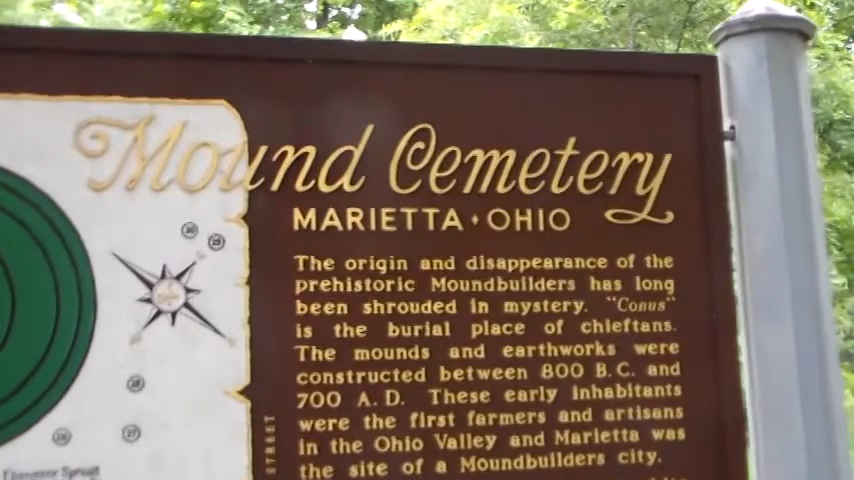 Mound Cemetery
MARIETTA · OHIO
The origin and disappearance of the
prehistoric Moundbuilders has long
been shrouded in mystery. "Conus"
is the burial place of chieftans.
The mounds and earthworks were
constructed between 800 B.C. and
700 A.D. These early inhabitants
were the first farmers and artisans
in the Ohio Valley and Marietta was
the site of a Moundbuilders city.
STREET
27
Ebenezer Sproat